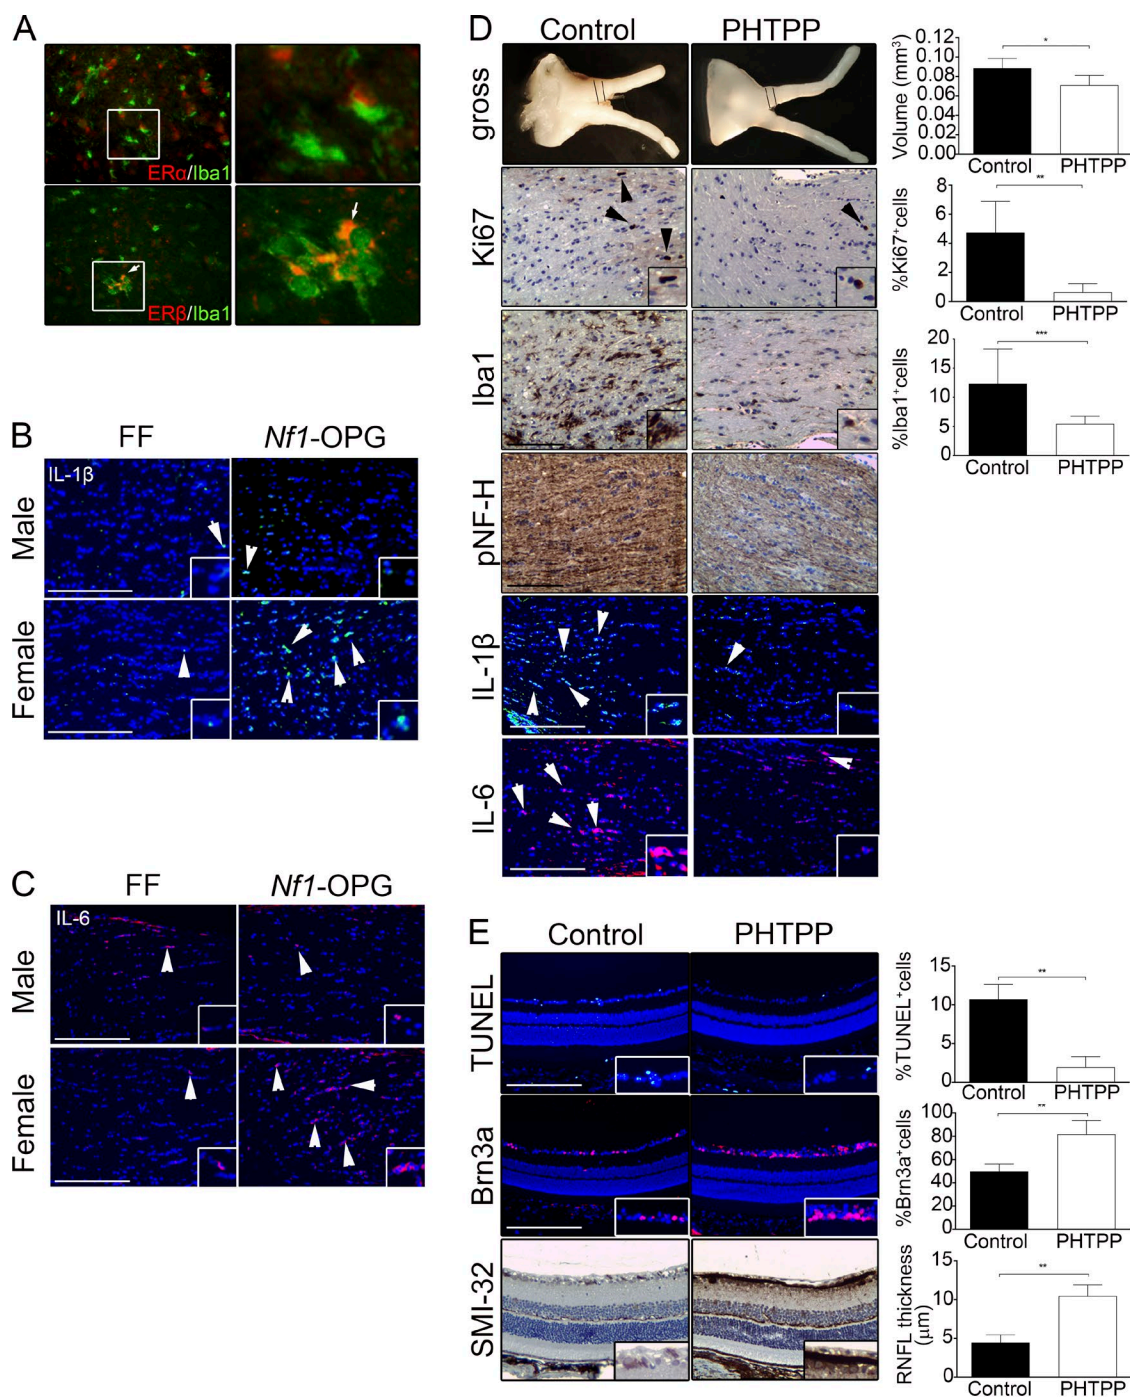 A
ERα/Iba1
ERβ/Iba1
B
FF
Nf1-OPG
Male
IL-1β
Female
C
FF
Nf1-OPG
Male
IL-6
Female
D
Control
PHTPP
gross
Ki67
Iba1
pNF-H
IL-1β
IL-6
Volume (mm³)
0.12
0.10
0.08
0.06
0.04
0.02
0.00
*
Control
PHTPP
%Ki67⁺cells
8
6
4
2
0
**
Control
PHTPP
%Iba1⁺cells
20
15
10
5
0
***
Control
PHTPP
E
Control
PHTPP
TUNEL
Brn3a
SMI-32
%TUNEL⁺cells
15
10
5
0
**
Control
PHTPP
%Brn3a⁺cells
100
80
60
40
20
0
**
Control
PHTPP
RNFL thickness
(μm)
15
10
5
0
**
Control
PHTPP